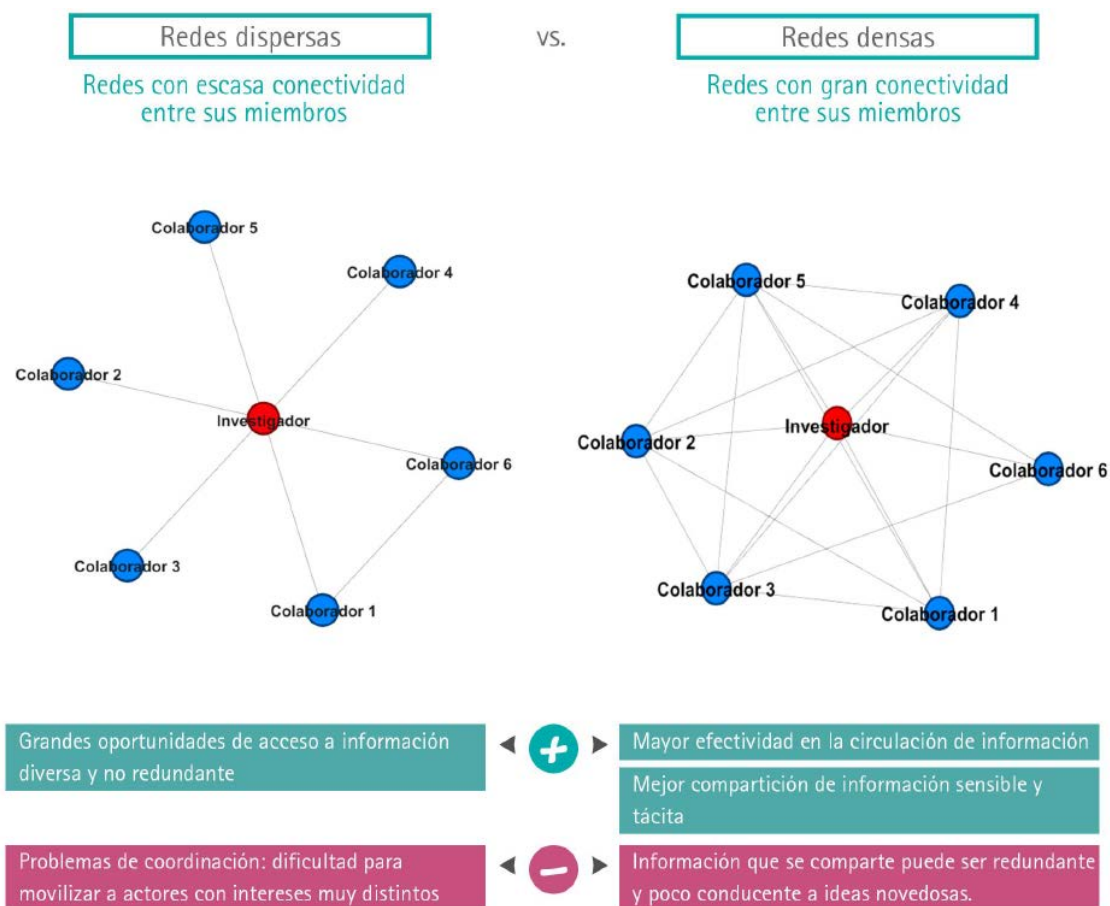 Redes dispersas
vs.
Redes densas
Redes con escasa conectividad
entre sus miembros
Redes con gran conectividad
entre sus miembros
Colaborador 5
Colaborador 4
Colaborador 2
Investigador
Colaborador 6
Colaborador 3
Colaborador 1
Colaborador 5
Colaborador 4
Investigador
Colaborador 2
Colaborador 6
Colaborador 3
Colaborador 1
Grandes oportunidades de acceso a información
diversa y no redundante
+
Mayor efectividad en la circulación de información
Mejor compartición de información sensible y
tácita
Problemas de coordinación: dificultad para
movilizar a actores con intereses muy distintos
−
Información que se comparte puede ser redundante
y poco conducente a ideas novedosas.